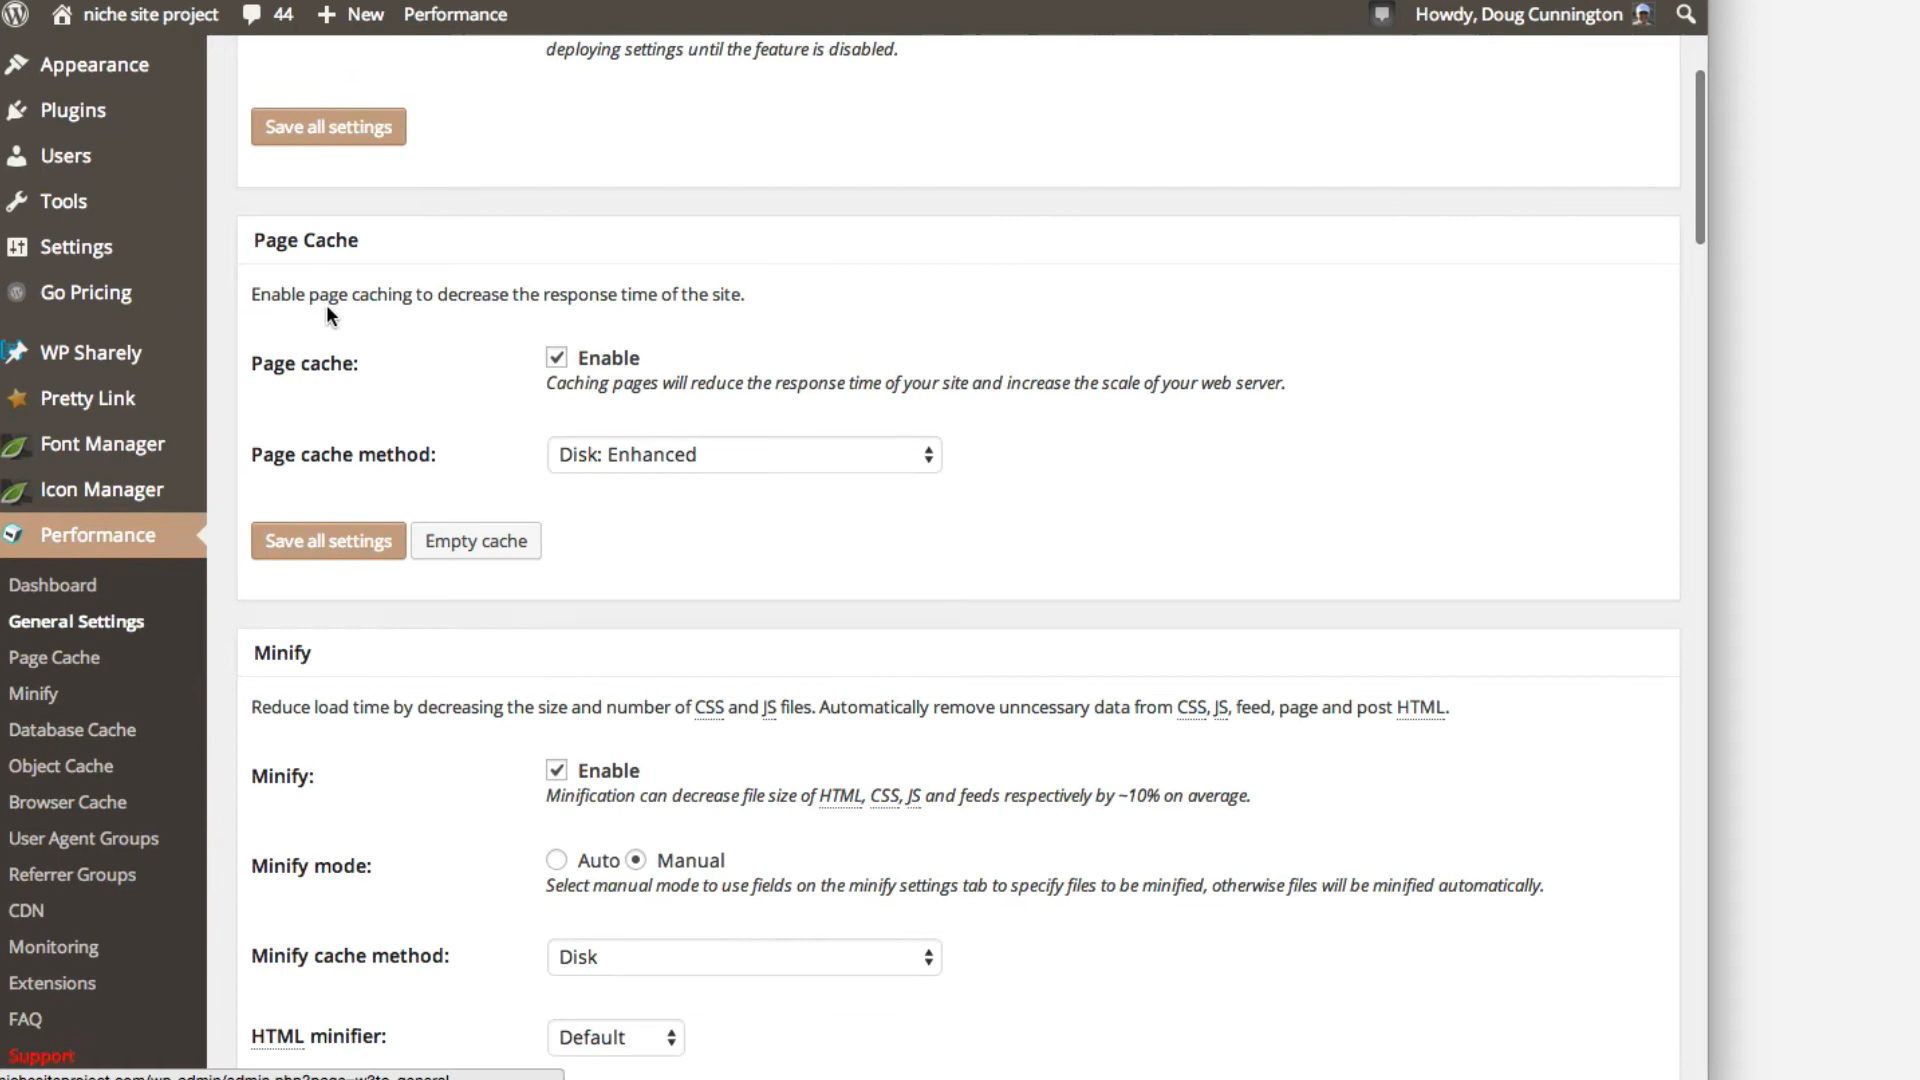 niche site project 44 New Performance Howdy, Doug Cunnington
deploying settings until the feature is disabled.
Save all settings
Appearance
Plugins
Users
Tools
Settings
Go Pricing
WP Sharely
Pretty Link
Font Manager
Icon Manager
Performance
Dashboard
General Settings
Page Cache
Minify
Database Cache
Object Cache
Browser Cache
User Agent Groups
Referrer Groups
CDN
Monitoring
Extensions
FAQ
Support
Page Cache
Enable page caching to decrease the response time of the site.
Page cache: Enable
Caching pages will reduce the response time of your site and increase the scale of your web server.
Page cache method: Disk: Enhanced
Save all settings Empty cache
Minify
Reduce load time by decreasing the size and number of CSS and JS files. Automatically remove unncessary data from CSS, JS, feed, page and post HTML.
Minify: Enable
Minification can decrease file size of HTML, CSS, JS and feeds respectively by ~10% on average.
Minify mode: Auto Manual
Select manual mode to use fields on the minify settings tab to specify files to be minified, otherwise files will be minified automatically.
Minify cache method: Disk
HTML minifier: Default